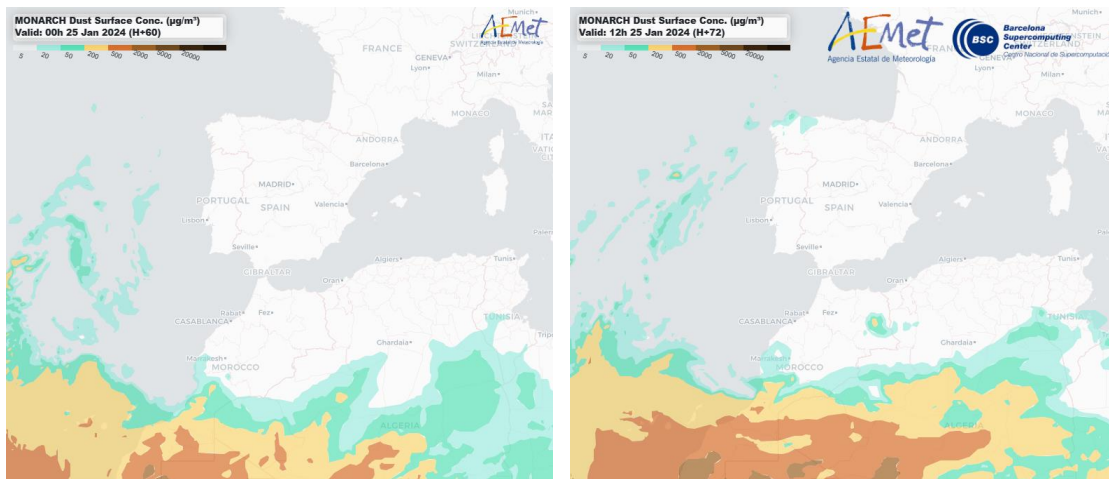 MONARCH Dust Surface Conc. (µg/m³)
Valid: 00h 25 Jan 2024 (H+60)
5 20 50 200 500 2000 5000 20000
AEMet
Agencia Estatal de Meteorología
Munich
FRANCE
SWITZERLAND
GENEVA
Lyon
Milan
MONACO
ANDORRA
Barcelona
MADRID
PORTUGAL
SPAIN
Valencia
Lisbon
Seville
Algiers
Tunis
GIBRALTAR
Oran
Rabat
Fez
CASABLANCA
TUNISIA
Ghardaia
Marrakesh
MOROCCO
ALGERIA
MONARCH Dust Surface Conc. (µg/m³)
Valid: 12h 25 Jan 2024 (H+72)
5 20 50 200 500 2000 5000 20000
AEMet
Agencia Estatal de Meteorología
BSC
Barcelona
Supercomputing
Center
Centro Nacional de Supercomputación
GENEVA
Lyon
Milan
MONACO
ANDORRA
Barcelona
MADRID
PORTUGAL
SPAIN
Valencia
Lisbon
Seville
Algiers
Tunis
GIBRALTAR
Oran
Rabat
Fez
CASABLANCA
TUNISIA
Ghardaia
MOROCCO
ALGERIA